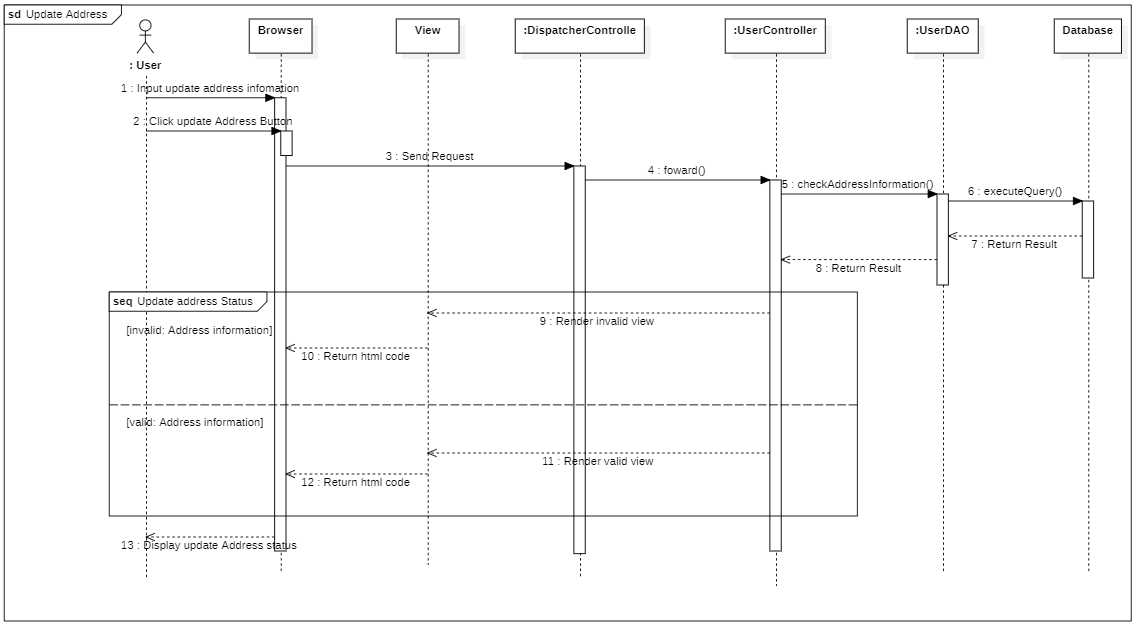 sd Update Address
: User
Browser
View
:DispatcherControlle
:UserController
:UserDAO
Database
1 : Input update address infomation
2 : Click update Address Button
3 : Send Request
4 : foward()
5 : checkAddressInformation()
6 : executeQuery()
7 : Return Result
8 : Return Result
seq Update address Status
9 : Render invalid view
[invalid: Address information]
10 : Return html code
[valid: Address information]
11 : Render valid view
12 : Return html code
13 : Display update Address status